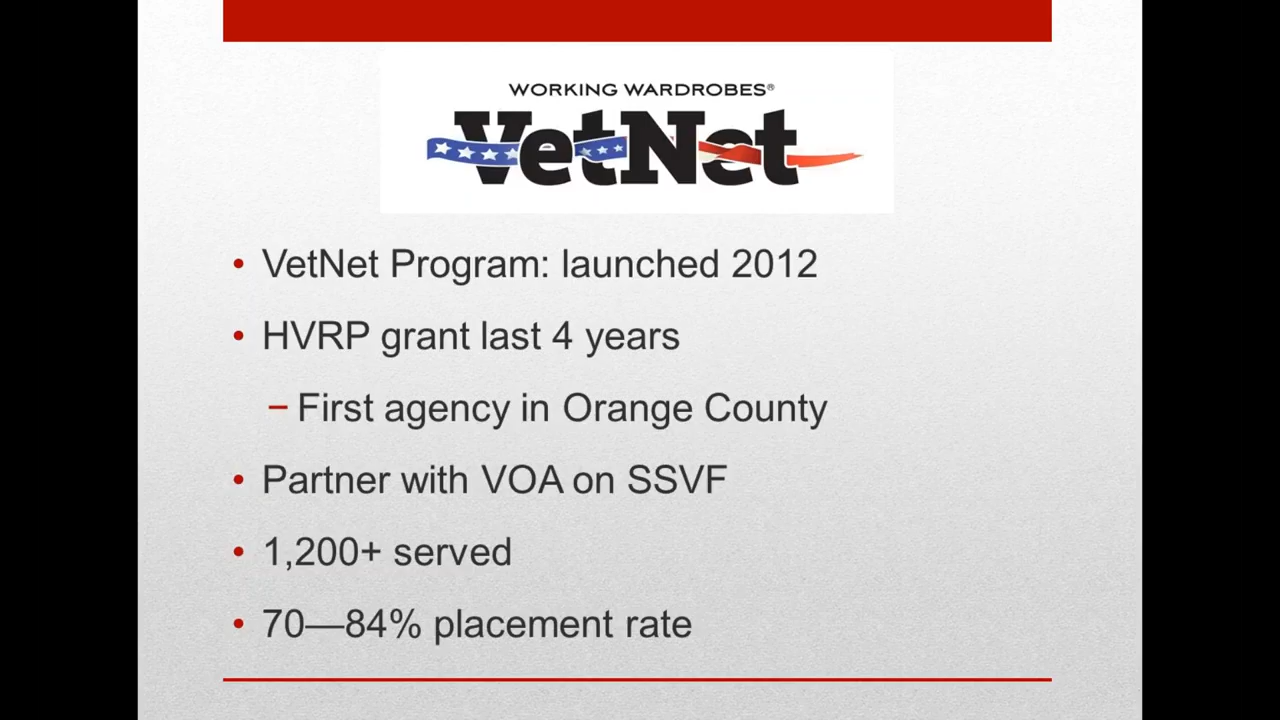 WORKING WARDROBES®
VetNet
• VetNet Program: launched 2012
• HVRP grant last 4 years
– First agency in Orange County
• Partner with VOA on SSVF
• 1,200+ served
• 70—84% placement rate